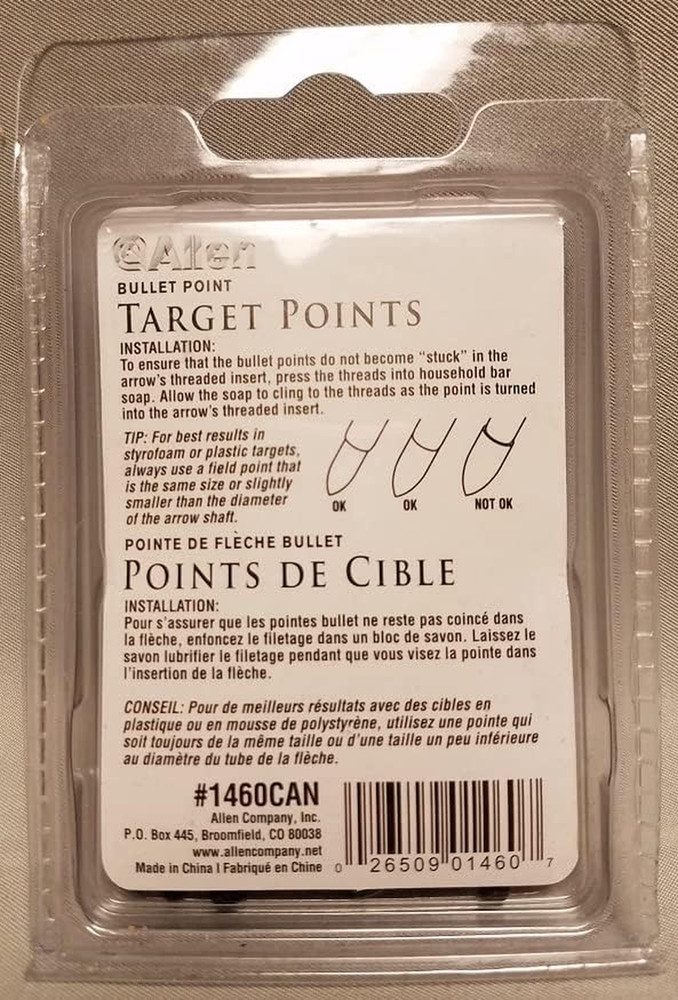 Allen
BULLET POINT
TARGET POINTS
INSTALLATION:
To ensure that the bullet points do not become “stuck” in the
arrow's threaded insert, press the threads into household bar
soap. Allow the soap to cling to the threads as the point is turned
into the arrow's threaded insert.
TIP: For best results in
styrofoam or plastic targets,
always use a field point that
is the same size or slightly
smaller than the diameter
of the arrow shaft.
OK OK NOT OK
POINTE DE FLÈCHE BULLET
POINTS DE CIBLE
INSTALLATION:
Pour s'assurer que les pointes bullet ne reste pas coincé dans
la flèche, enfoncez le filetage dans un bloc de savon. Laissez le
savon lubrifier le filetage pendant que vous visez la pointe dans
l'insertion de la flèche.
CONSEIL: Pour de meilleurs résultats avec des cibles en
plastique ou en mousse de polystyrène, utilisez une pointe qui
soit toujours de la même taille ou d'une taille un peu inférieure
au diamètre du tube de la flèche.
#1460CAN
Allen Company, Inc.
P.O. Box 445, Broomfield, CO 80038
www.allencompany.net
Made in China I Fabriqué en Chine
0 26509 01460 7